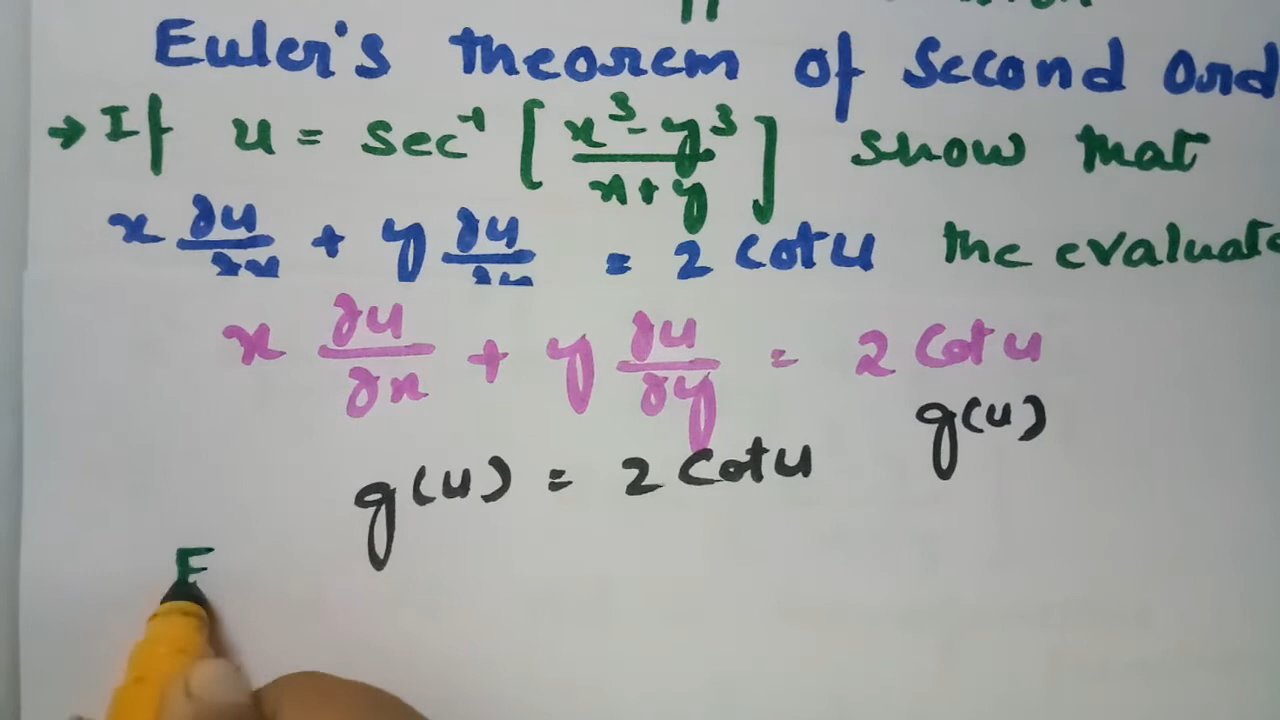 Euler's theorem of Second Ord
→ If u = sec⁻¹ [ x³ - y³ / x + y ] show that
x ∂u/∂x + y ∂u/∂u = 2 cot u the evaluate
x ∂u/∂x + y ∂u/∂y = 2 Cot u
g(u)
g(u) = 2 Cot u
E